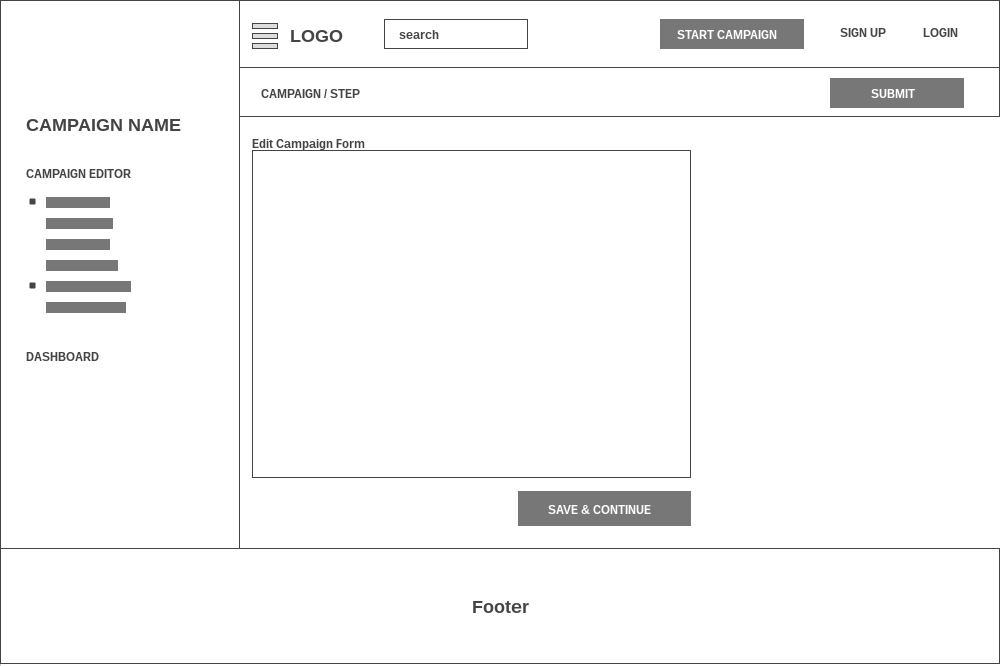 LOGO
search
START CAMPAIGN
SIGN UP
LOGIN
CAMPAIGN / STEP
SUBMIT
CAMPAIGN NAME
CAMPAIGN EDITOR
DASHBOARD
Edit Campaign Form
SAVE & CONTINUE
Footer